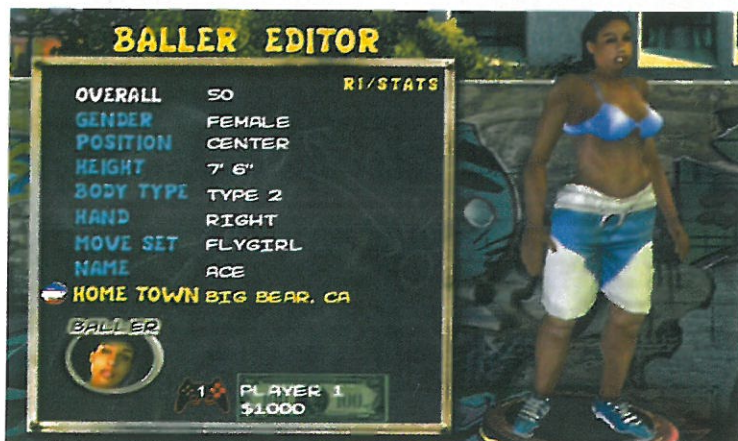 BALLER EDITOR
R1/STATS
OVERALL 50
GENDER FEMALE
POSITION CENTER
HEIGHT 7' 6"
BODY TYPE TYPE 2
HAND RIGHT
MOVE SET FLYGIRL
NAME ACE
HOME TOWN BIG BEAR, CA
BALLER
1 PLAYER 1
$1000
100